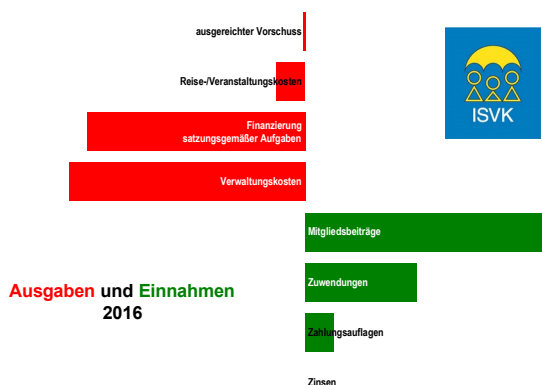 ausgereichter Vorschuss
ISVK
Reise-/Veranstaltungskosten
Finanzierung
satzungsgemäßer Aufgaben
Verwaltungskosten
Mitgliedsbeiträge
Zuwendungen
Ausgaben und Einnahmen
2016
Zahlungsauflagen
Zinsen